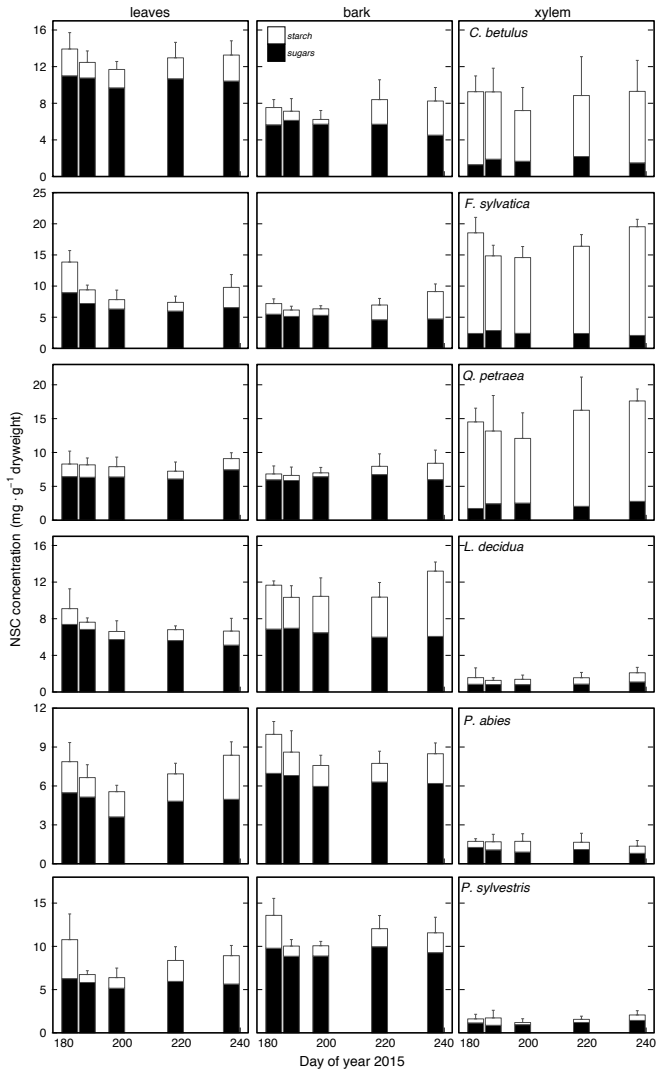 leaves bark xylem
16
12
8
4
0
starch
sugars
C. betulus
25
20
15
10
5
0
F. sylvatica
20
15
10
5
0
Q. petraea
16
12
8
4
0
L. decidua
12
9
6
3
0
P. abies
15
10
5
0
P. sylvestris
180 200 220 240 180 200 220 240 180 200 220 240
Day of year 2015
NSC concentration (mg · g⁻¹ dryweight)